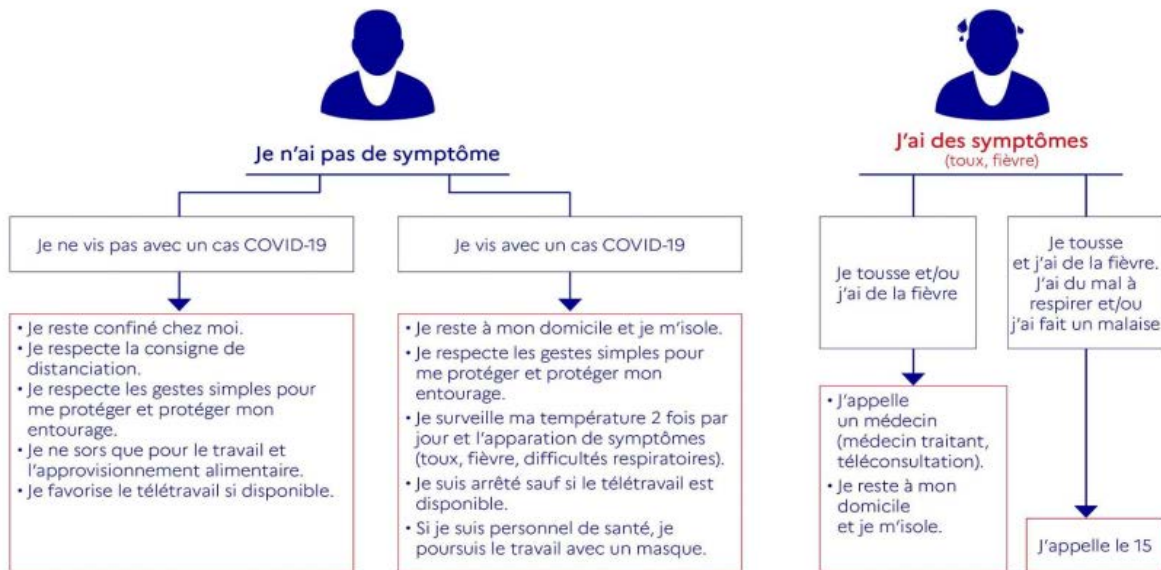 Je n'ai pas de symptôme
Je ne vis pas avec un cas COVID-19
• Je reste confiné chez moi.
• Je respecte la consigne de
distanciation.
• Je respecte les gestes simples pour
me protéger et protéger mon
entourage.
• Je ne sors que pour le travail et
l'approvisionnement alimentaire.
• Je favorise le télétravail si disponible.
Je vis avec un cas COVID-19
• Je reste à mon domicile et je m'isole.
• Je respecte les gestes simples pour
me protéger et protéger mon
entourage.
• Je surveille ma température 2 fois par
jour et l'apparation de symptômes
(toux, fièvre, difficultés respiratoires).
• Je suis arrêté sauf si le télétravail est
disponible.
• Si je suis personnel de santé, je
poursuis le travail avec un masque.
J'ai des symptômes
(toux, fièvre)
Je tousse et/ou
j'ai de la fièvre
• J'appelle
un médecin
(médecin traitant,
téléconsultation).
• Je reste à mon
domicile
et je m'isole.
Je tousse
et j'ai de la fièvre.
J'ai du mal à
respirer et/ou
j'ai fait un malaise
J'appelle le 15